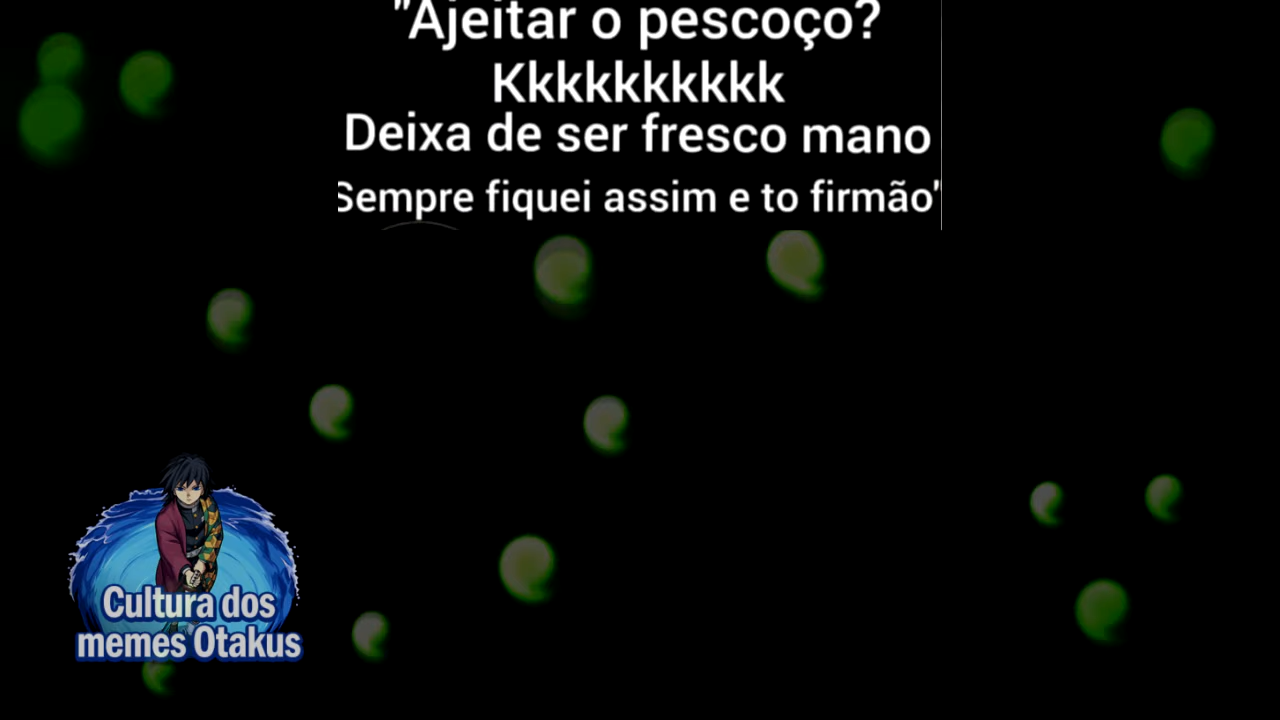 "Ajeitar o pescoço?
Kkkkkkkkkk
Deixa de ser fresco mano
Sempre fiquei assim e to firmão"
Cultura dos
memes Otakus